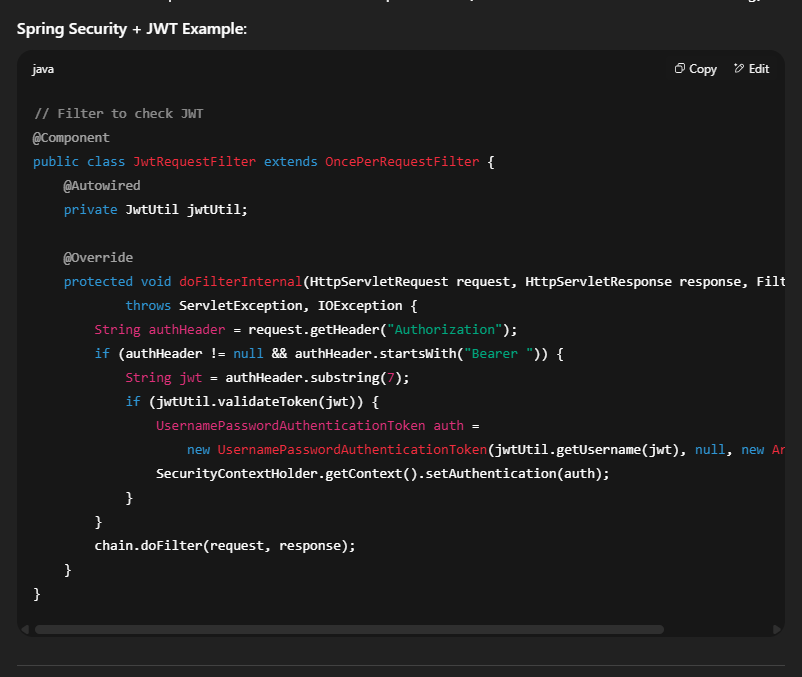 Spring Security + JWT Example:
java
Copy
Edit
// Filter to check JWT
@Component
public class JwtRequestFilter extends OncePerRequestFilter {
@Autowired
private JwtUtil jwtUtil;
@Override
protected void doFilterInternal(HttpServletRequest request, HttpServletResponse response, Filt
throws ServletException, IOException {
String authHeader = request.getHeader("Authorization");
if (authHeader != null && authHeader.startsWith("Bearer ")) {
String jwt = authHeader.substring(7);
if (jwtUtil.validateToken(jwt)) {
UsernamePasswordAuthenticationToken auth =
new UsernamePasswordAuthenticationToken(jwtUtil.getUsername(jwt), null, new Ar
SecurityContextHolder.getContext().setAuthentication(auth);
}
}
chain.doFilter(request, response);
}
}